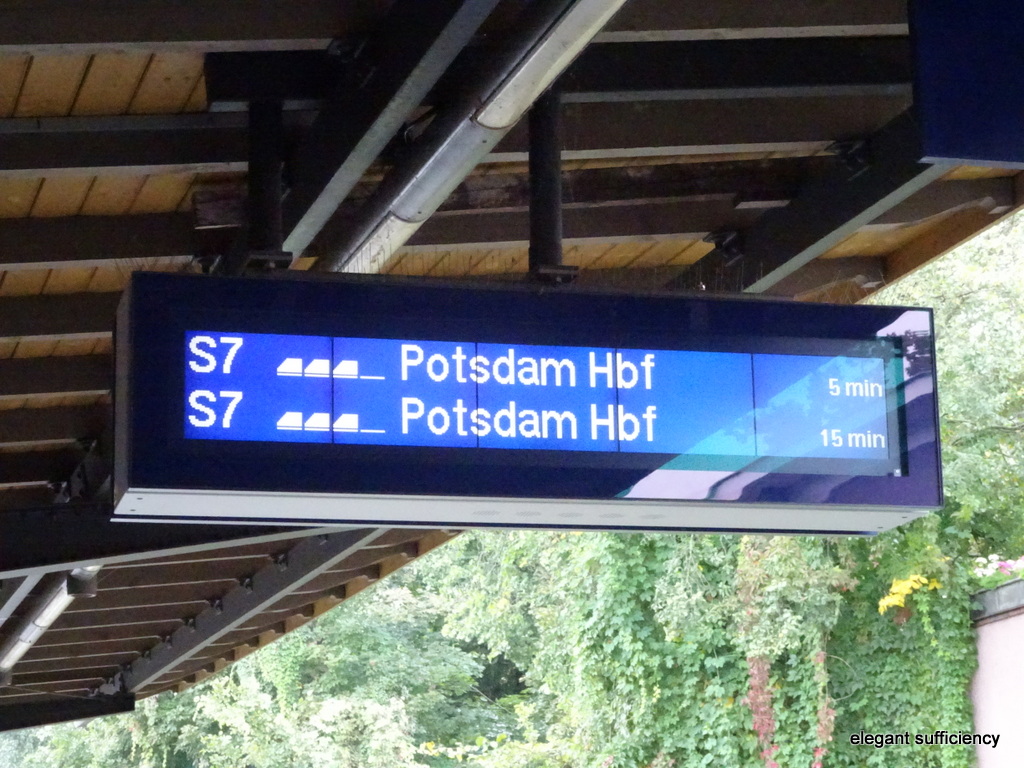 S7 Potsdam Hbf 5 min
S7 Potsdam Hbf 15 min
elegant sufficiency